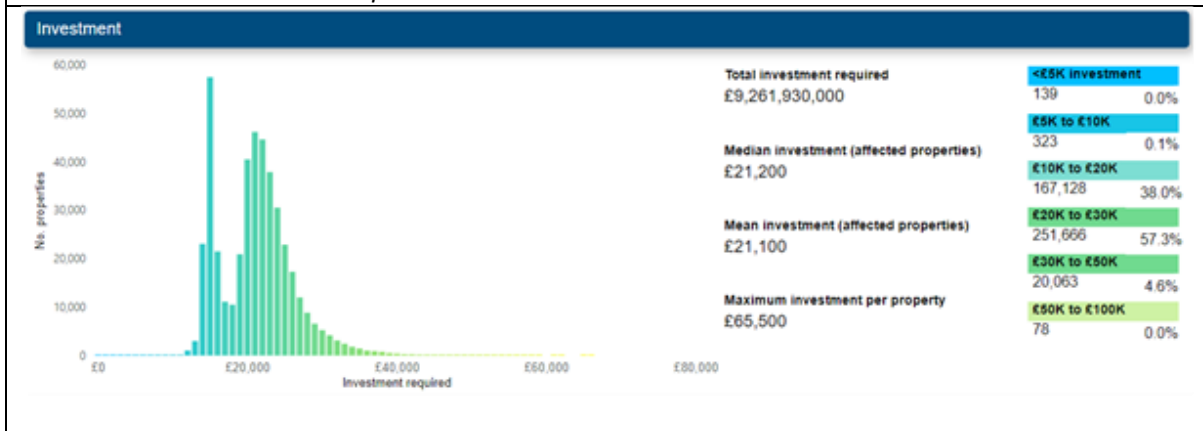 Investment
60,000
50,000
40,000
30,000
20,000
10,000
0
No. properties
£0
£20,000
£40,000
£60,000
£80,000
Investment required
Total investment required
£9,261,930,000
Median investment (affected properties)
£21,200
Mean investment (affected properties)
£21,100
Maximum investment per property
£65,500
<£5K investment
139 0.0%
£5K to £10K
323 0.1%
£10K to £20K
167,128 38.0%
£20K to £30K
251,666 57.3%
£30K to £50K
20,063 4.6%
£50K to £100K
78 0.0%